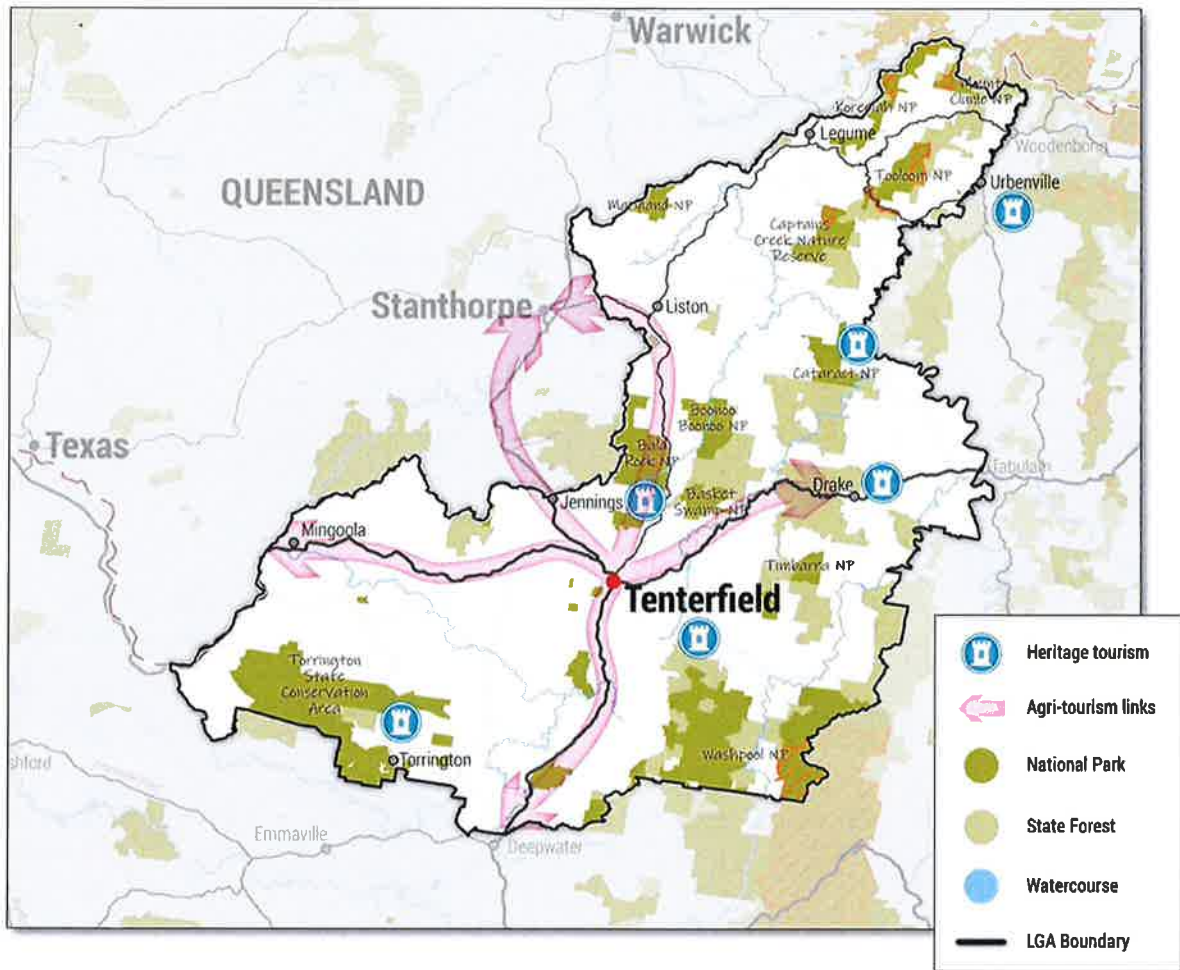 Warwick
Koreelah NP
Mount
Clunie NP
Legume
Woodenbong
QUEENSLAND
Tooloom NP
Urbenville
Maryland NP
Captains
Creek Nature
Reserve
Stanthorpe
Liston
Cataract NP
Boonoo
Boonoo NP
Texas
Bald
Rock NP
Tabulam
Jennings
Basket
Swamp NP
Drake
Mingoola
Timbarra NP
Tenterfield
Torrington
State
Conservation
Area
Washpool NP
Torrington
shford
Emmaville
Deepwater
Heritage tourism
Agri-tourism links
National Park
State Forest
Watercourse
LGA Boundary